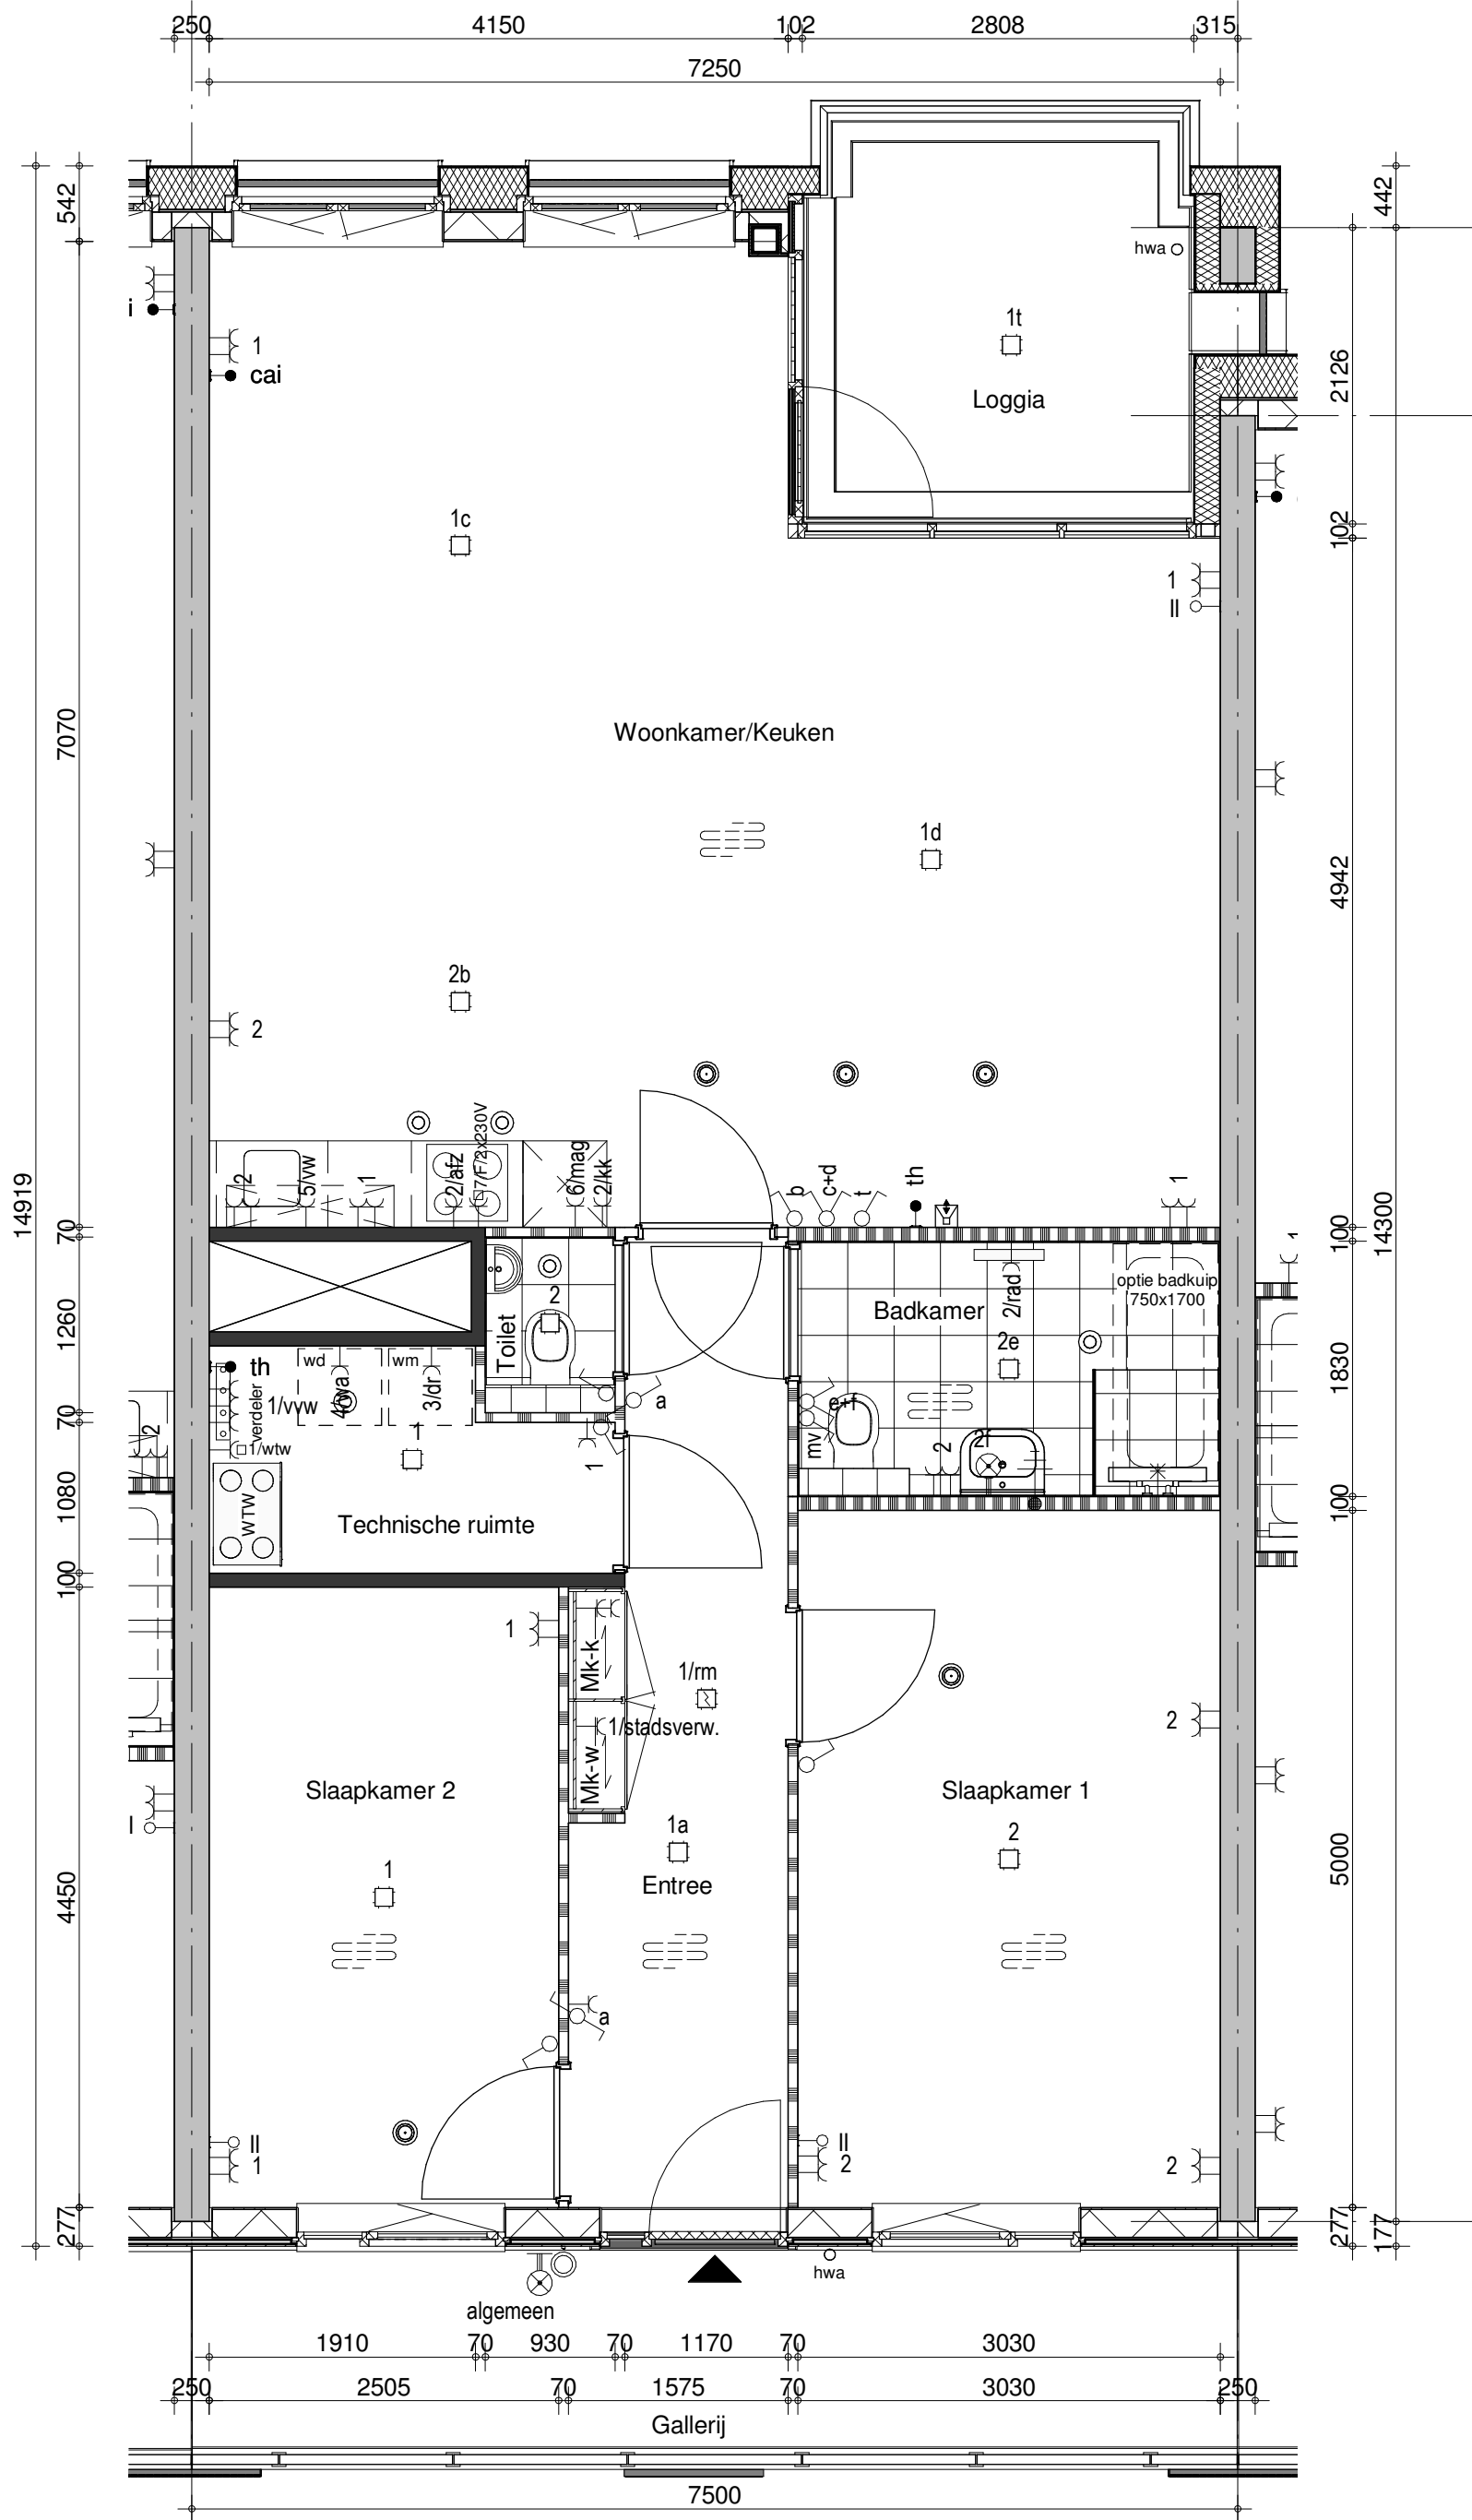 250
4150
102
2808
315
7250
542
442
hwa
i
1
cai
1t
Loggia
2126
1c
102
1
II
7070
Woonkamer/Keuken
1d
4942
2b
2
14919
2
5/vw
1
2/afz
7/F/2x230V
6/mag
2/kk
b
c+d
t
th
1
70
100
14300
1
1260
Toilet
2
Badkamer
2/rad
optie badkuip
750x1700
2e
1830
th
verdeler
1/vvw
wd
4/wa
wm
3/dr
a
e+f
mv
2
2f
70
2
1
1/wtw
1
WTW
Technische ruimte
1080
100
100
1
Mk-k
1/rm
1/stadsverw.
Mk-w
2
Slaapkamer 2
Slaapkamer 1
I
1a
2
1
Entree
4450
5000
a
II
1
II
2
2
277
277
177
hwa
algemeen
1910
70
930
70
1170
70
3030
250
2505
70
1575
70
3030
250
Gallerij
7500